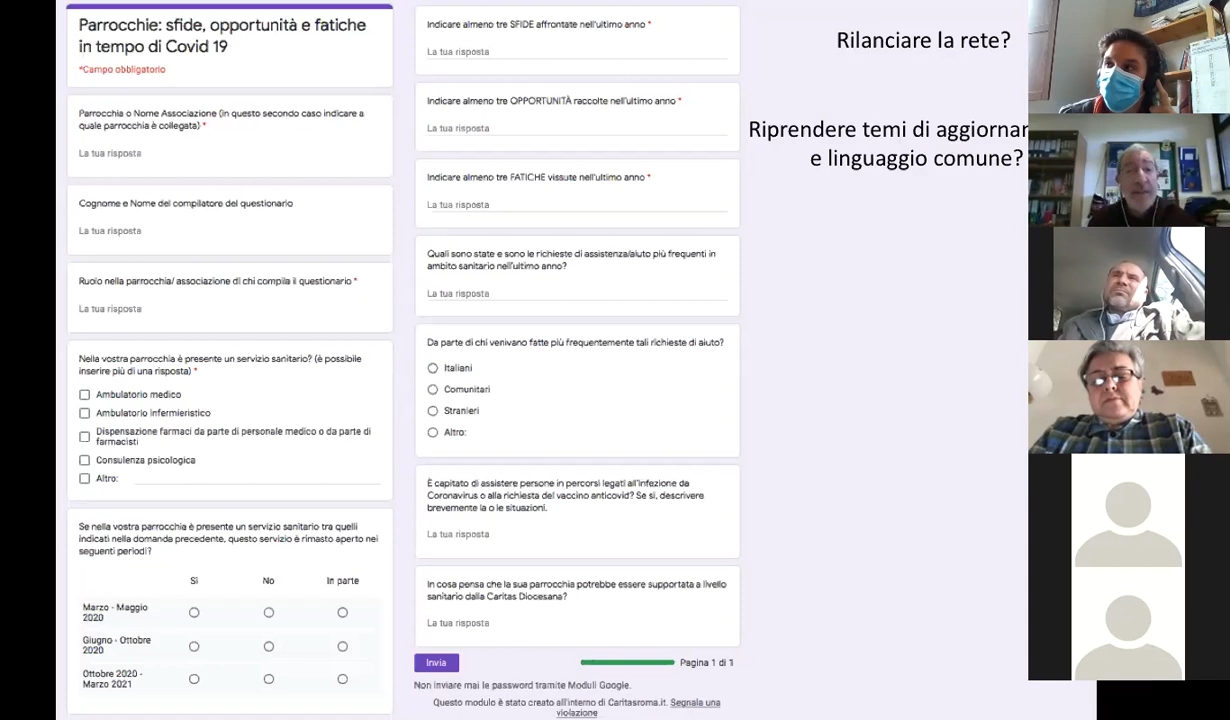 Parrocchie: sfide, opportunità e fatiche
in tempo di Covid 19
*Campo obbligatorio
Parrocchia o Nome Associazione (in questo secondo caso indicare a
quale parrocchia è collegata) *
La tua risposta
Cognome e Nome del compilatore del questionario
La tua risposta
Ruolo nella parrocchia/ associazione di chi compila il questionario *
La tua risposta
Nella vostra parrocchia è presente un servizio sanitario? (è possibile
inserire più di una risposta) *
Ambulatorio medico
Ambulatorio infermieristico
Dispensazione farmaci da parte di personale medico o da parte di
farmacisti
Consulenza psicologica
Altro:
Se nella vostra parrocchia è presente un servizio sanitario tra quelli
indicati nella domanda precedente, questo servizio è rimasto aperto nei
seguenti periodi?
Sì No In parte
Marzo - Maggio
2020
Giugno - Ottobre
2020
Ottobre 2020 -
Marzo 2021
Indicare almeno tre SFIDE affrontate nell'ultimo anno *
La tua risposta
Indicare almeno tre OPPORTUNITÀ raccolte nell'ultimo anno *
La tua risposta
Indicare almeno tre FATICHE vissute nell'ultimo anno *
La tua risposta
Quali sono state e sono le richieste di assistenza/aiuto più frequenti in
ambito sanitario nell'ultimo anno?
La tua risposta
Da parte di chi venivano fatte più frequentemente tali richieste di aiuto?
Italiani
Comunitari
Stranieri
Altro:
È capitato di assistere persone in percorsi legati all'infezione da
Coronavirus o alla richiesta del vaccino anticovid? Se si, descrivere
brevemente la o le situazioni.
La tua risposta
In cosa pensa che la sua parrocchia potrebbe essere supportata a livello
sanitario dalla Caritas Diocesana?
La tua risposta
Invia
Pagina 1 di 1
Non inviare mai le password tramite Moduli Google.
Questo modulo è stato creato all'interno di Caritasroma.it. Segnala una
violazione
Rilanciare la rete?
Riprendere temi di aggiornar
e linguaggio comune?